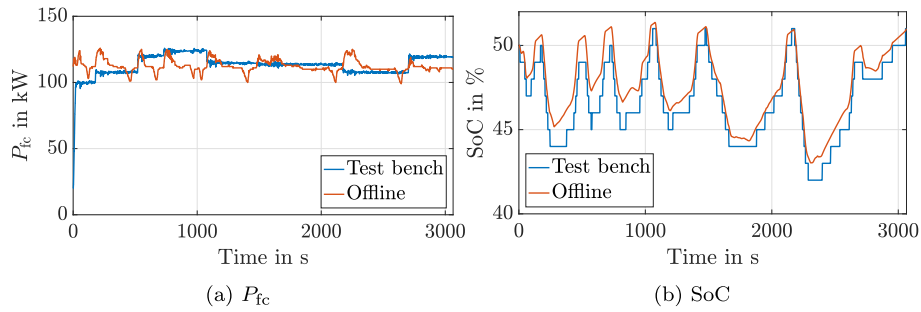 150
100
50
0
P_fc in kW
Test bench
Offline
0 1000 2000 3000
Time in s
(a) P_fc
50
45
40
SoC in %
Test bench
Offline
0 1000 2000 3000
Time in s
(b) SoC